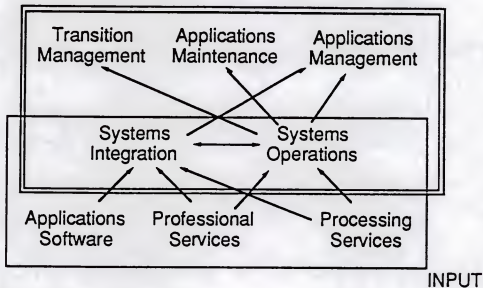 Transition Applications Applications
Management Maintenance Management
Systems Systems
Integration Operations
Applications Professional Processing
Software Services Services
INPUT